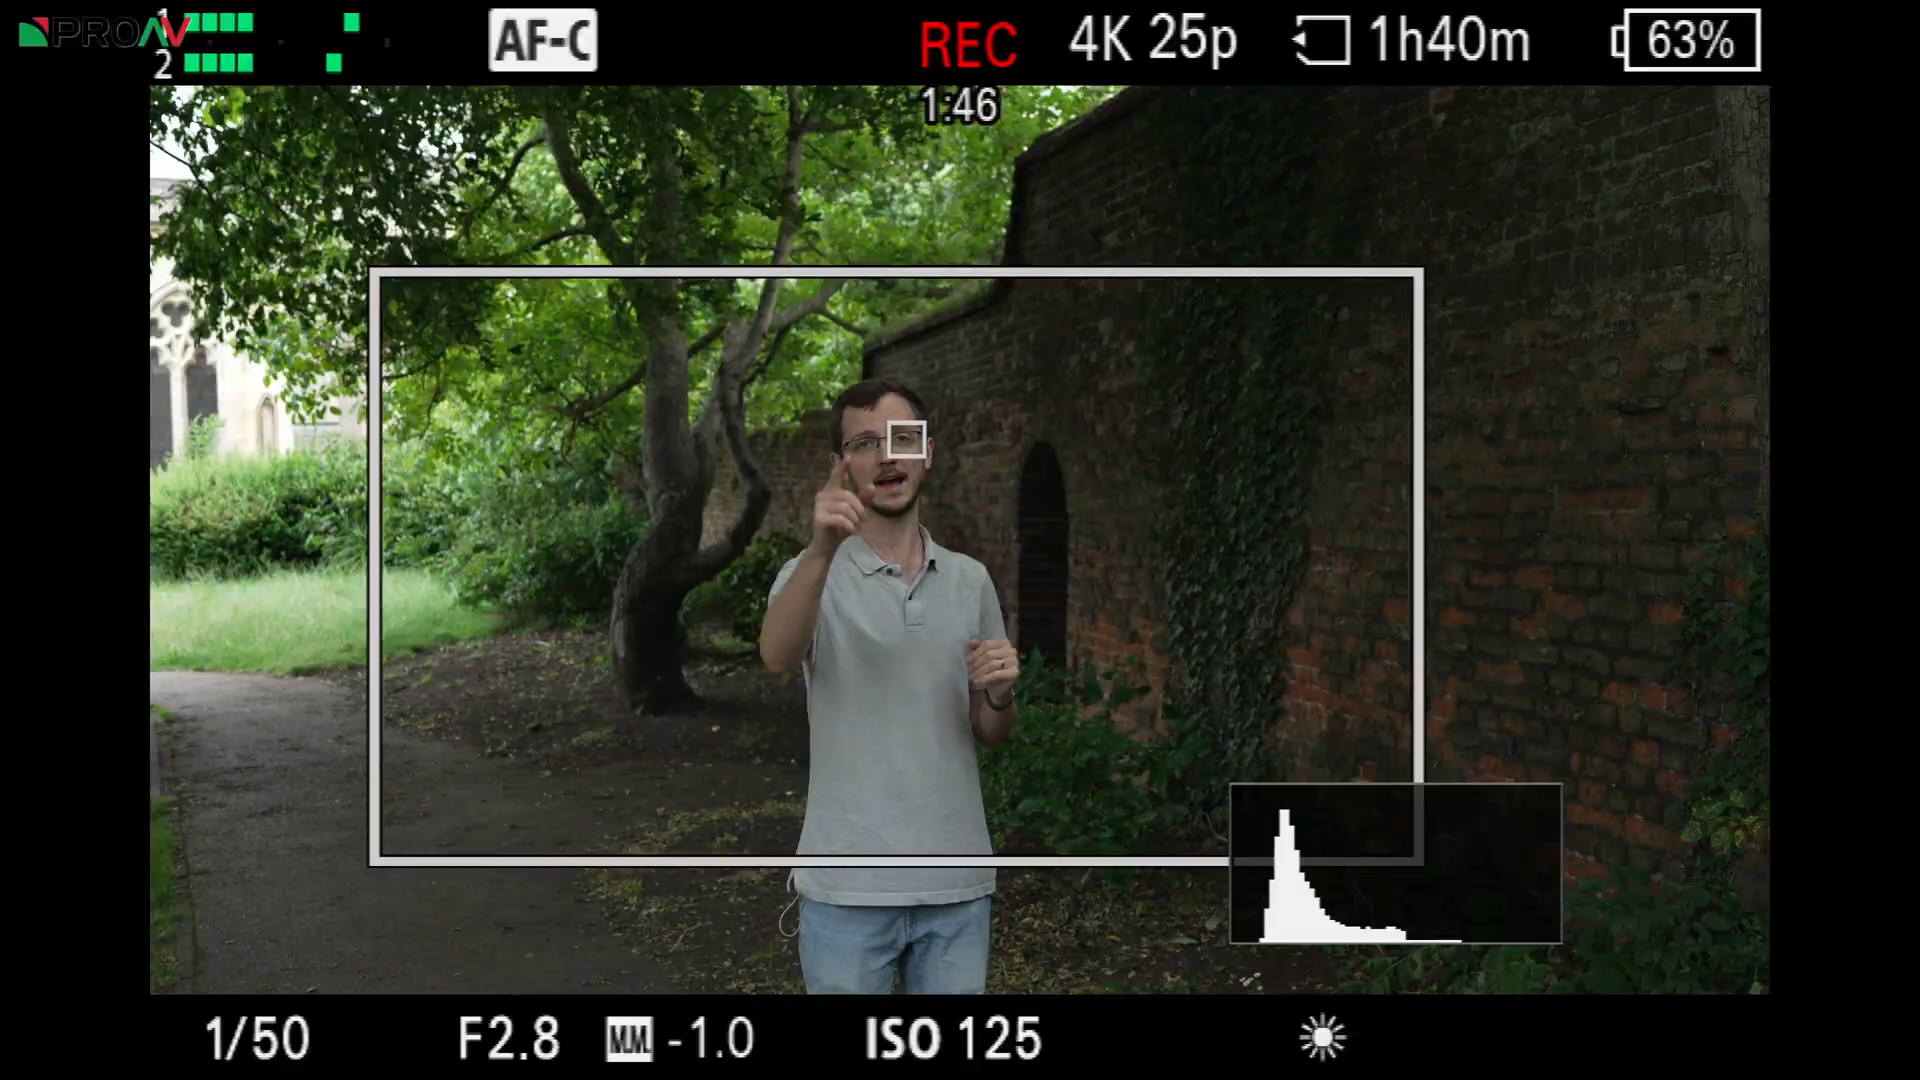 PROAV
1
2
AF-C
REC
4K 25p
1h40m
63%
1:46
1/50
F2.8
M.M. -1.0
ISO 125